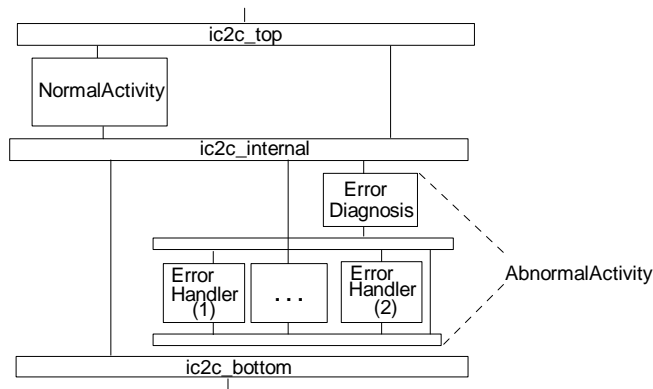 ic2c_top
NormalActivity
ic2c_internal
Error
Diagnosis
AbnormalActivity
Error
Handler
(1)
...
Error
Handler
(2)
ic2c_bottom